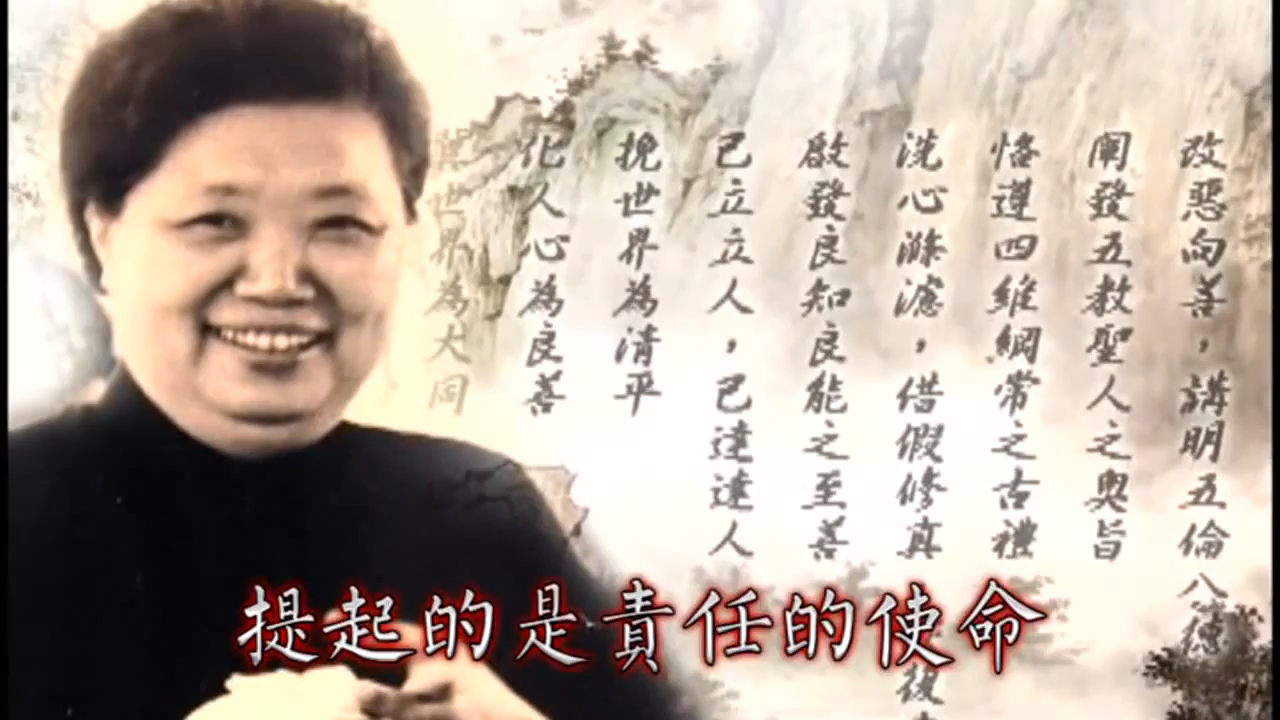 改惡向善，講明五倫八德
闡發五教聖人之奧旨
恪遵四維綱常之古禮
洗心滌濾，借假修真 復
啟發良知良能之至善
己立立人，己達達人
挽世界為清平
化人心為良善
冀世界為大同
提起的是責任的使命